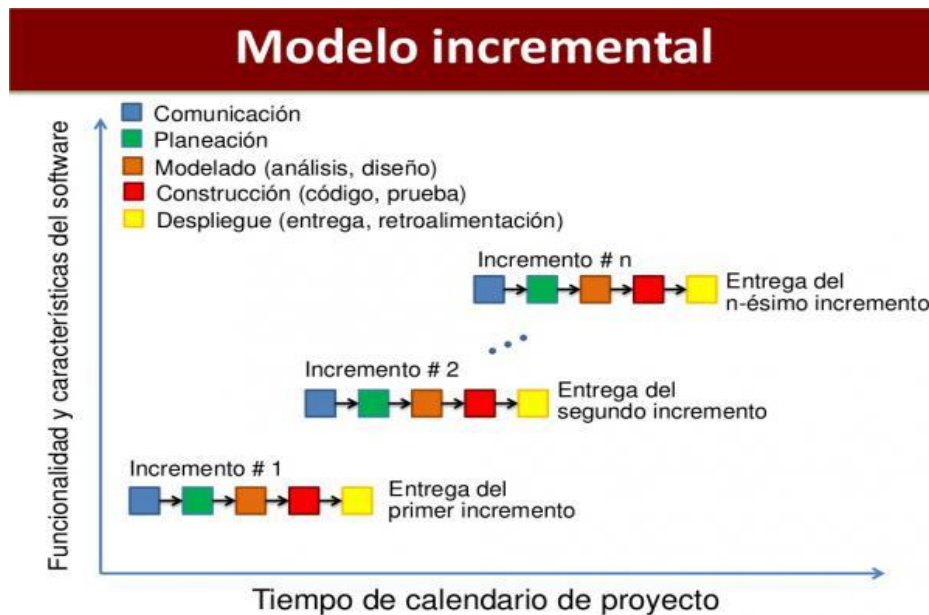 Modelo incremental
Funcionalidad y características del software
Comunicación
Planeación
Modelado (análisis, diseño)
Construcción (código, prueba)
Despliegue (entrega, retroalimentación)
Incremento # n
Entrega del
n-ésimo incremento
Incremento # 2
Entrega del
segundo incremento
Incremento # 1
Entrega del
primer incremento
Tiempo de calendario de proyecto